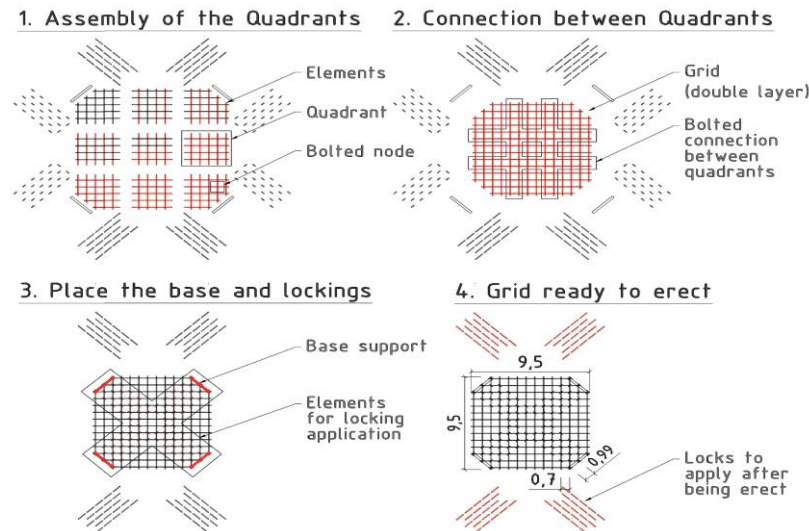 1. Assembly of the Quadrants
2. Connection between Quadrants
Elements
Quadrant
Bolted node
Grid
(double layer)
Bolted
connection
between
quadrants
3. Place the base and lockings
4. Grid ready to erect
Base support
Elements
for locking
application
9,5
9,5
0,99
0,7
Locks to
apply after
being erect